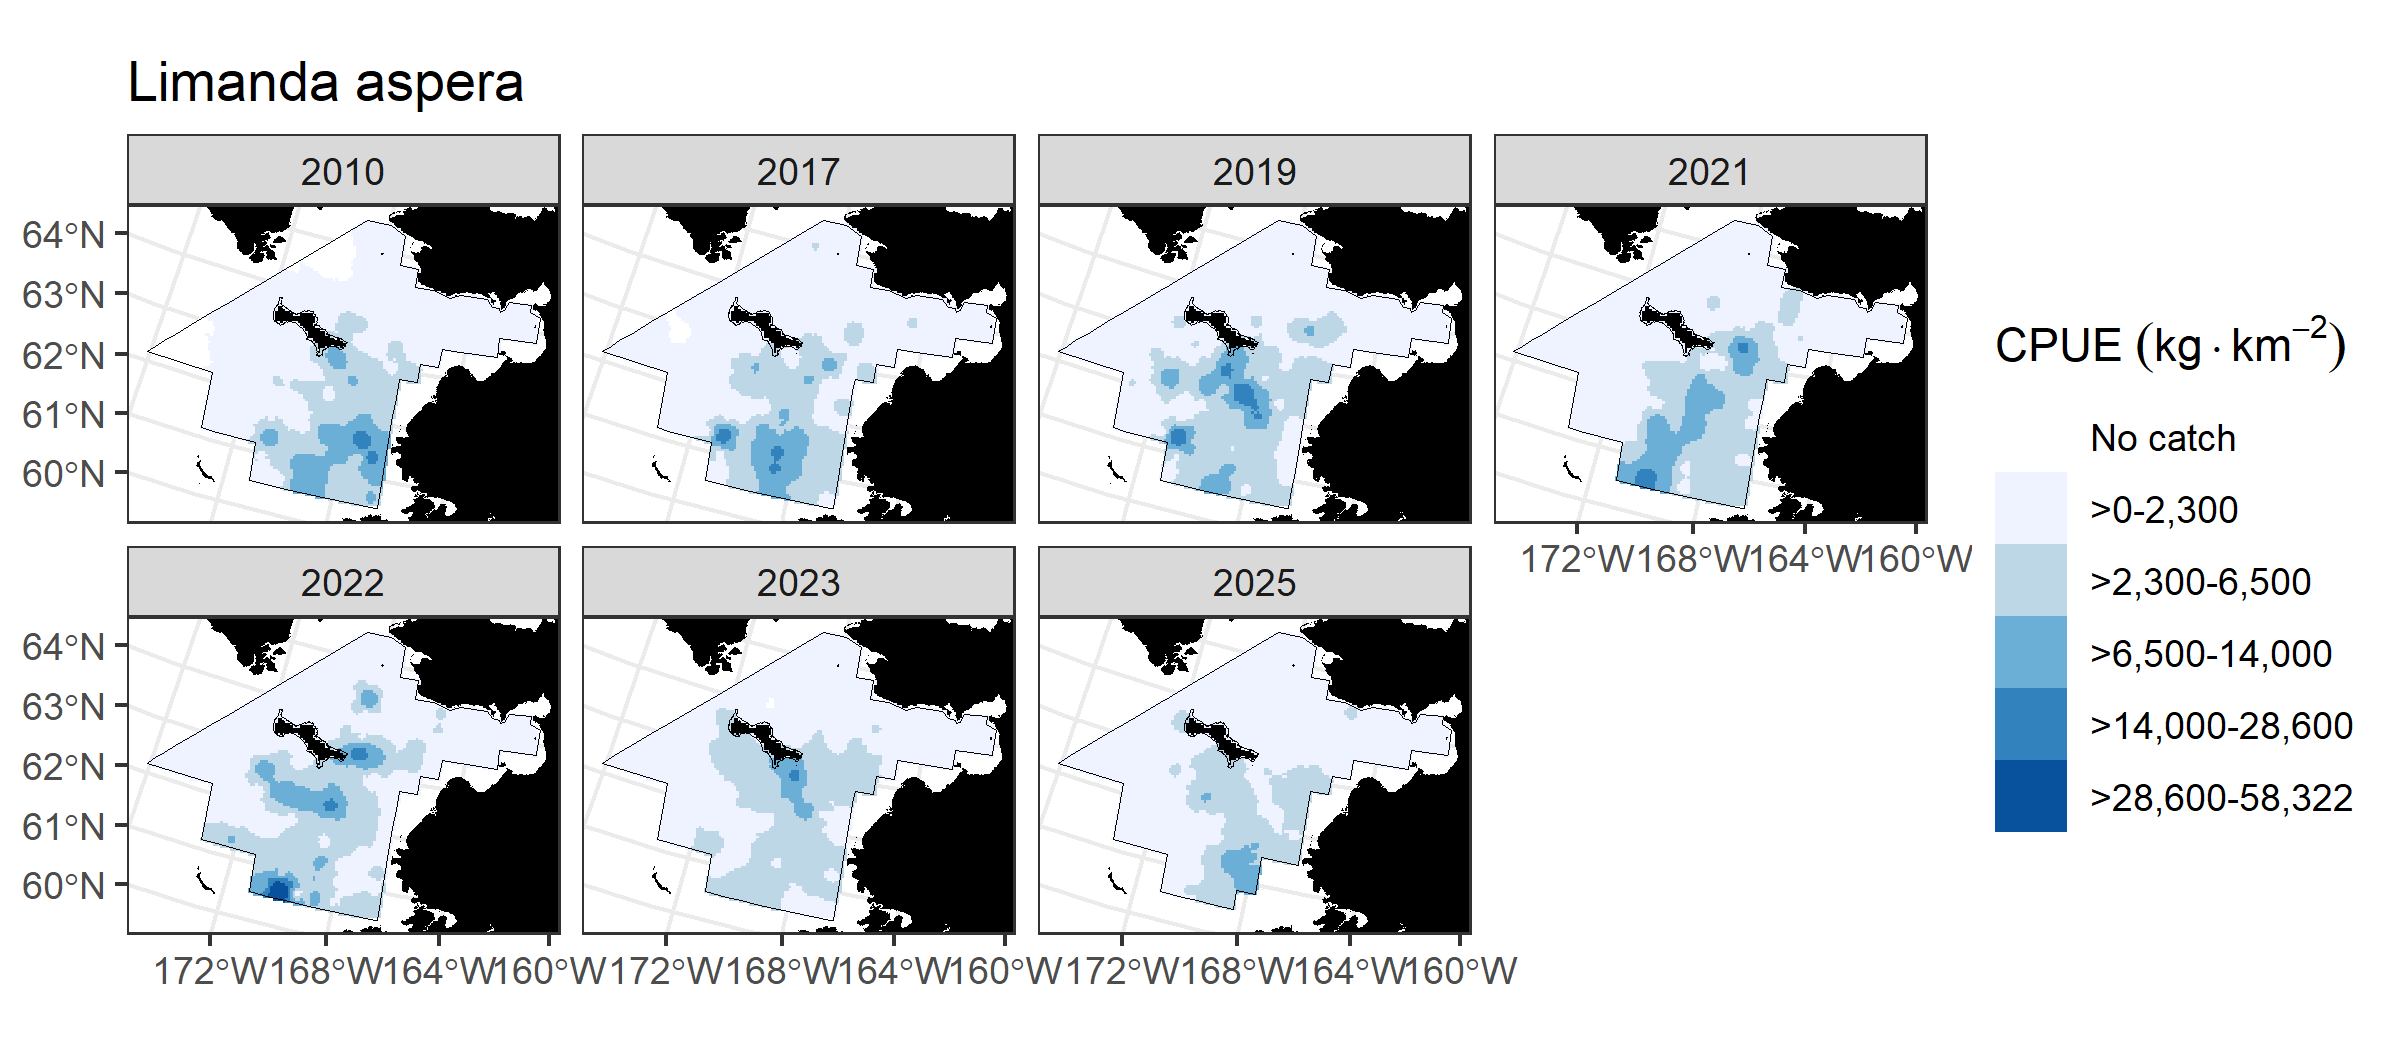 Limanda aspera
2010
2017
2019
2021
64°N
63°N
62°N
61°N
60°N
172°W 168°W 164°W 160°W
2022
2023
2025
64°N
63°N
62°N
61°N
60°N
172°W 168°W 164°W 160°W
172°W 168°W 164°W 160°W
172°W 168°W 164°W 160°W
CPUE (kg·km⁻²)
No catch
>0-2,300
>2,300-6,500
>6,500-14,000
>14,000-28,600
>28,600-58,322